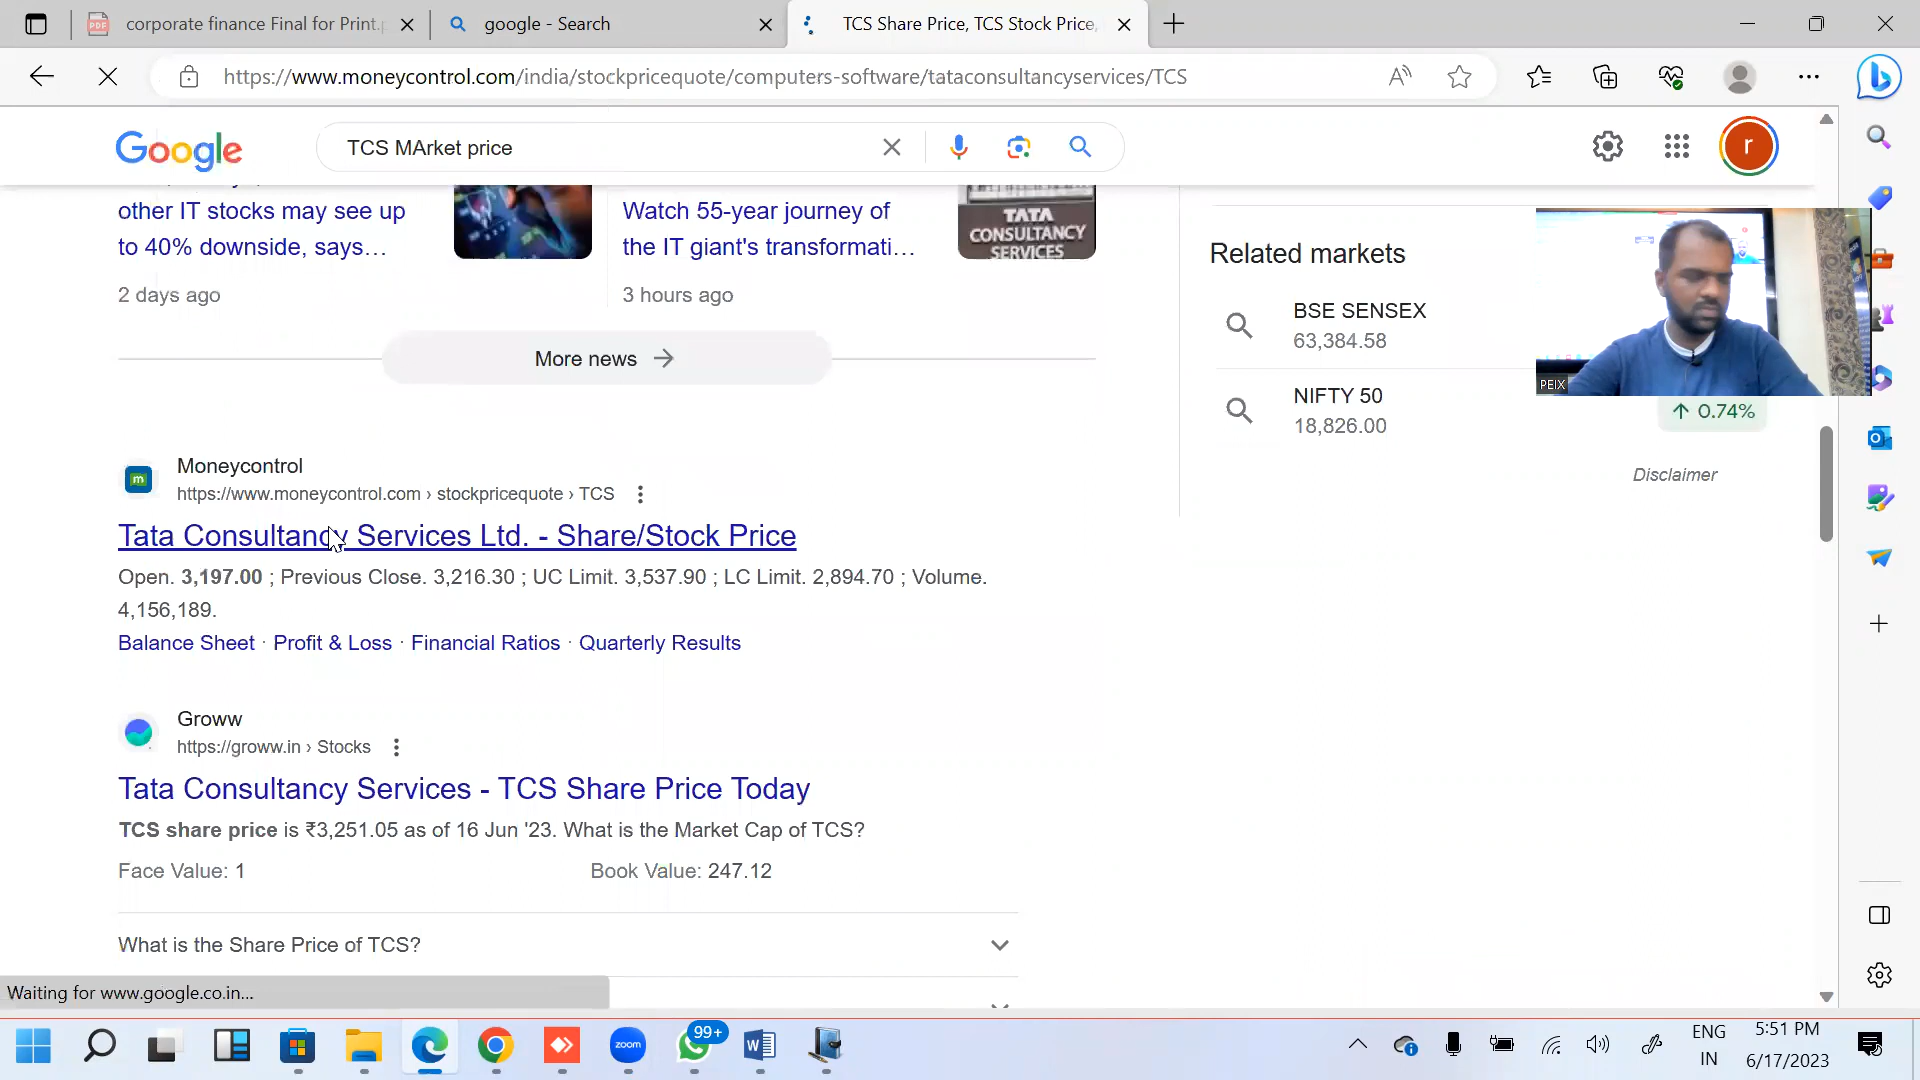 corporate finance Final for Print.p
google - Search
TCS Share Price, TCS Stock Price,
https://www.moneycontrol.com/india/stockpricequote/computers-software/tataconsultancyservices/TCS
Google
TCS MArket price
r
other IT stocks may see up
to 40% downside, says...
2 days ago
Watch 55-year journey of
the IT giant's transformati...
3 hours ago
TATA
CONSULTANCY
SERVICES
More news
Related markets
BSE SENSEX
63,384.58
NIFTY 50
18,826.00
0.74%
Disclaimer
PEIX
Moneycontrol
https://www.moneycontrol.com › stockpricequote › TCS
Tata Consultancy Services Ltd. - Share/Stock Price
Open. 3,197.00 ; Previous Close. 3,216.30 ; UC Limit. 3,537.90 ; LC Limit. 2,894.70 ; Volume.
4,156,189.
Balance Sheet · Profit & Loss · Financial Ratios · Quarterly Results
Groww
https://groww.in › Stocks
Tata Consultancy Services - TCS Share Price Today
TCS share price is ₹3,251.05 as of 16 Jun '23. What is the Market Cap of TCS?
Face Value: 1
Book Value: 247.12
What is the Share Price of TCS?
Waiting for www.google.co.in...
zoom
99+
ENG
IN
5:51 PM
6/17/2023